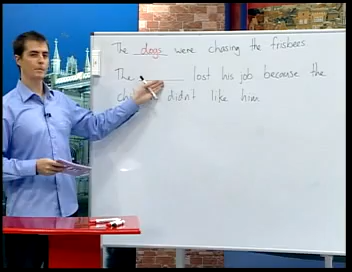 The dogs were chasing the frisbees
The ______ lost his job because the
didn't like him